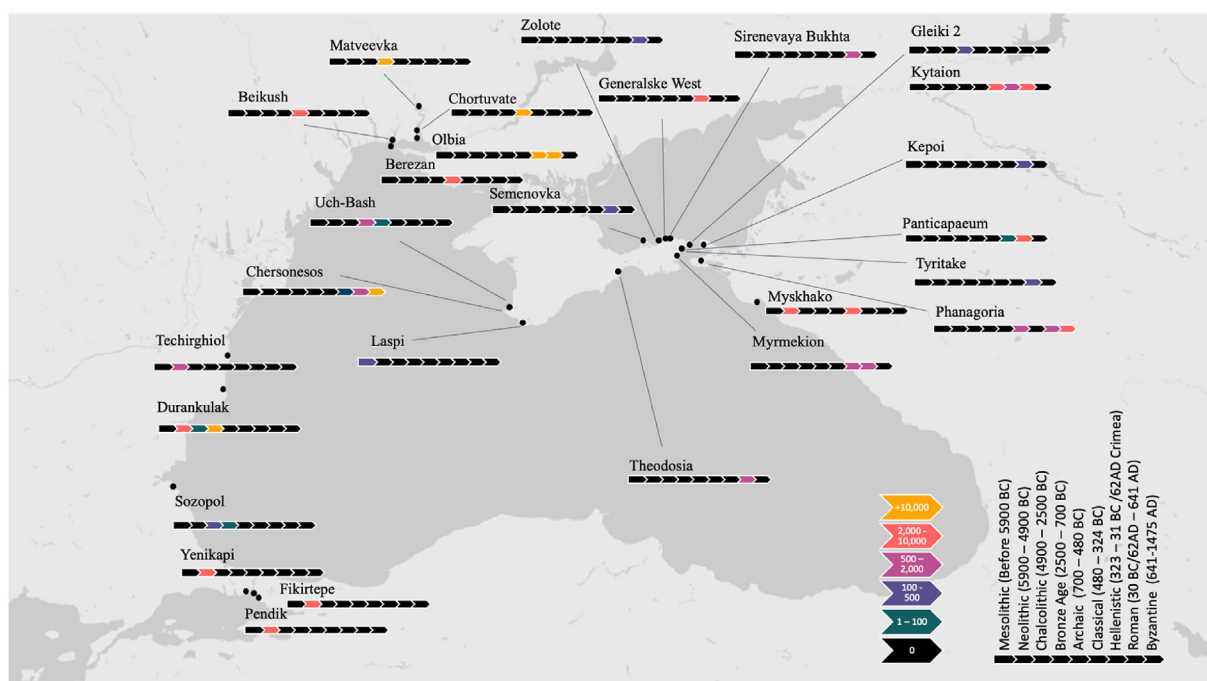 Zolote
Sirenevaya Bukhta
Gleiki 2
Matveevka
Generalske West
Kytaion
Beikush
Chortuvate
Olbia
Kepoi
Berezan
Semenovka
Uch-Bash
Panticapaeum
Tyritake
Chersonesos
Myskhako
Phanagoria
Techirghiol
Laspi
Myrmekion
Durankulak
Theodosia
Sozopol
Yenikapi
Fikirtepe
Pendik
+10,000
2,000 -
10,000
500 –
2,000
100 -
500
1 – 100
0
Mesolithic (Before 5900 BC)
Neolithic (5900 – 4900 BC)
Chalcolithic (4900 – 2500 BC)
Bronze Age (2500 – 700 BC)
Archaic (700 – 480 BC)
Classical (480 – 324 BC)
Hellenistic (323 – 31 BC /62AD Crimea)
Roman (30 BC/62AD – 641 AD)
Byzantine (641-1475 AD)